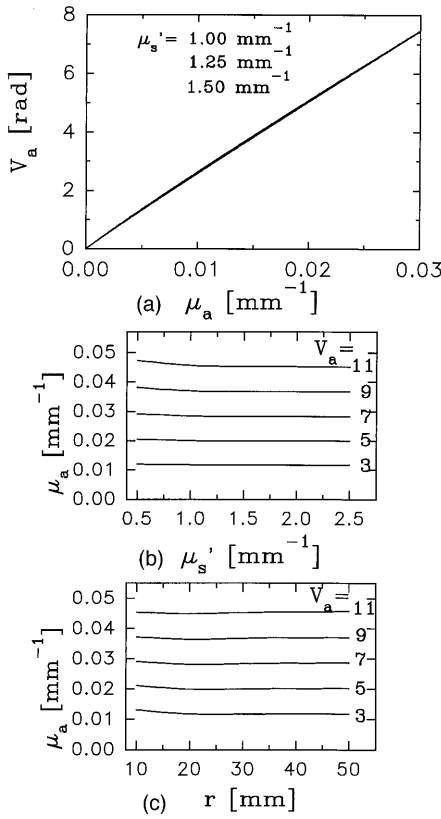 8
6
4
2
0
V_a [rad]
μ_s' = 1.00 mm⁻¹
1.25 mm⁻¹
1.50 mm⁻¹
0.00 0.01 0.02 0.03
(a) μ_a [mm⁻¹]
0.05
0.04
0.03
0.02
0.01
0.00
μ_a [mm⁻¹]
V_a=
11
9
7
5
3
0.5 1.0 1.5 2.0 2.5
(b) μ_s' [mm⁻¹]
0.05
0.04
0.03
0.02
0.01
0.00
μ_a [mm⁻¹]
V_a=
11
9
7
5
3
10 20 30 40 50
(c) r [mm]